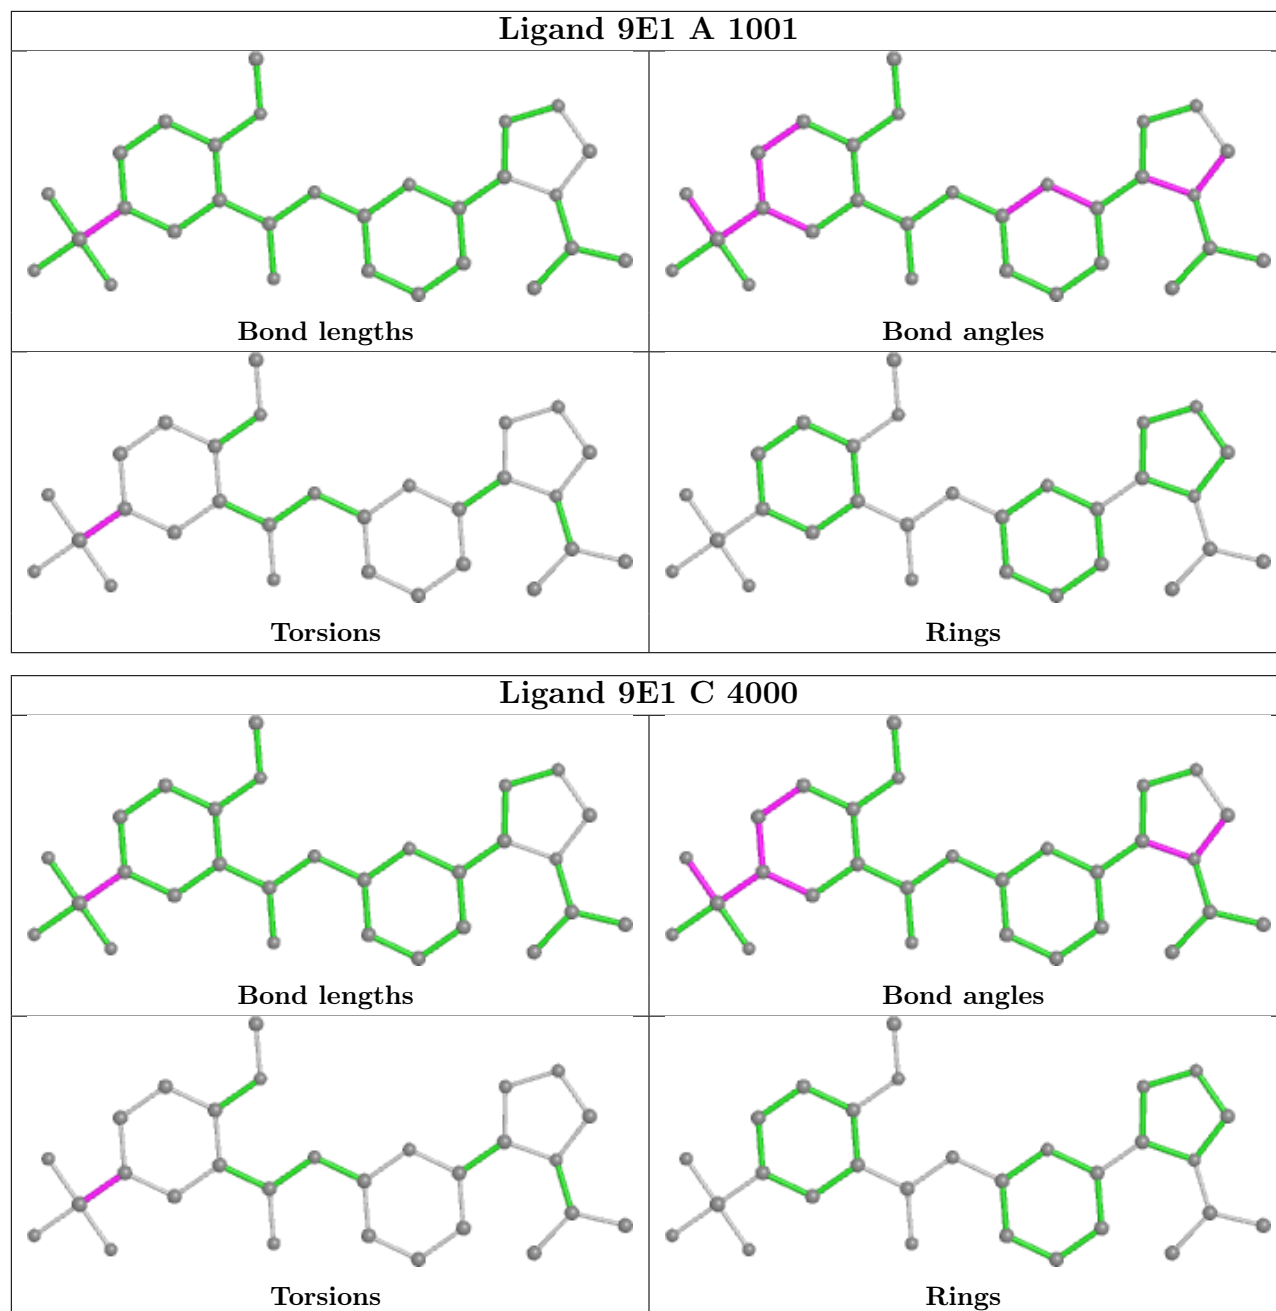 Ligand 9E1 A 1001
Bond lengths
Bond angles
Torsions
Rings
Ligand 9E1 C 4000
Bond lengths
Bond angles
Torsions
Rings